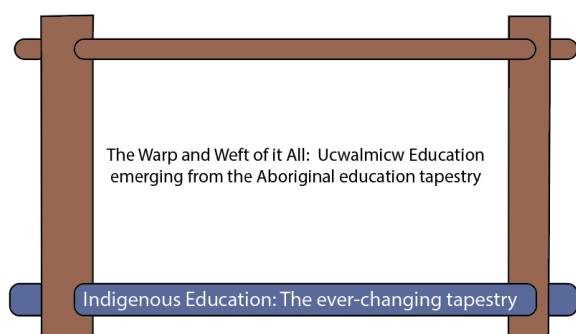 The Warp and Weft of it All:  Ucwalmicw Education
emerging from the Aboriginal education tapestry
Indigenous Education: The ever-changing tapestry